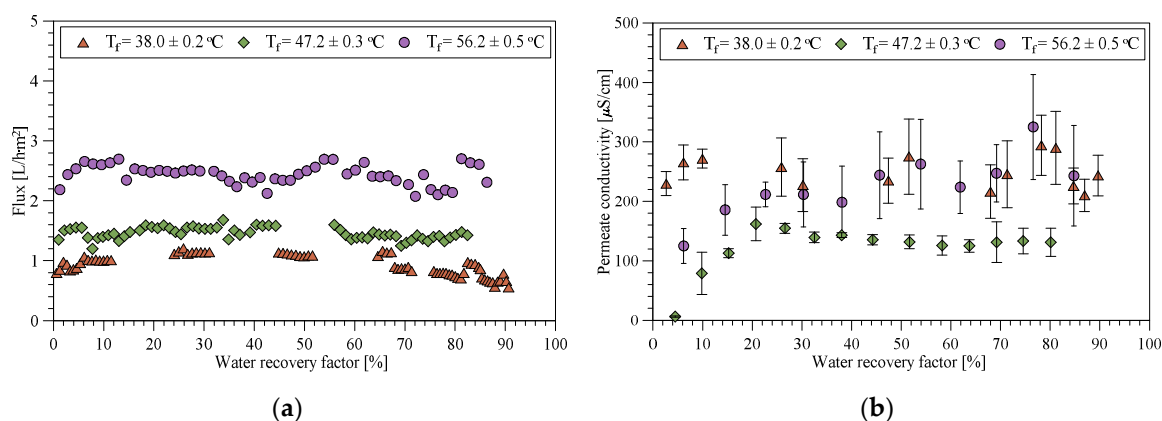 5
4
3
2
1
0
Flux [L/hm²]
T_f = 38.0 ± 0.2 °C T_f = 47.2 ± 0.3 °C T_f = 56.2 ± 0.5 °C
0 10 20 30 40 50 60 70 80 90 100
Water recovery factor [%]
(a)
500
400
300
200
100
0
Permeate conductivity [µS/cm]
T_f = 38.0 ± 0.2 °C T_f = 47.2 ± 0.3 °C T_f = 56.2 ± 0.5 °C
0 10 20 30 40 50 60 70 80 90 100
Water recovery factor [%]
(b)